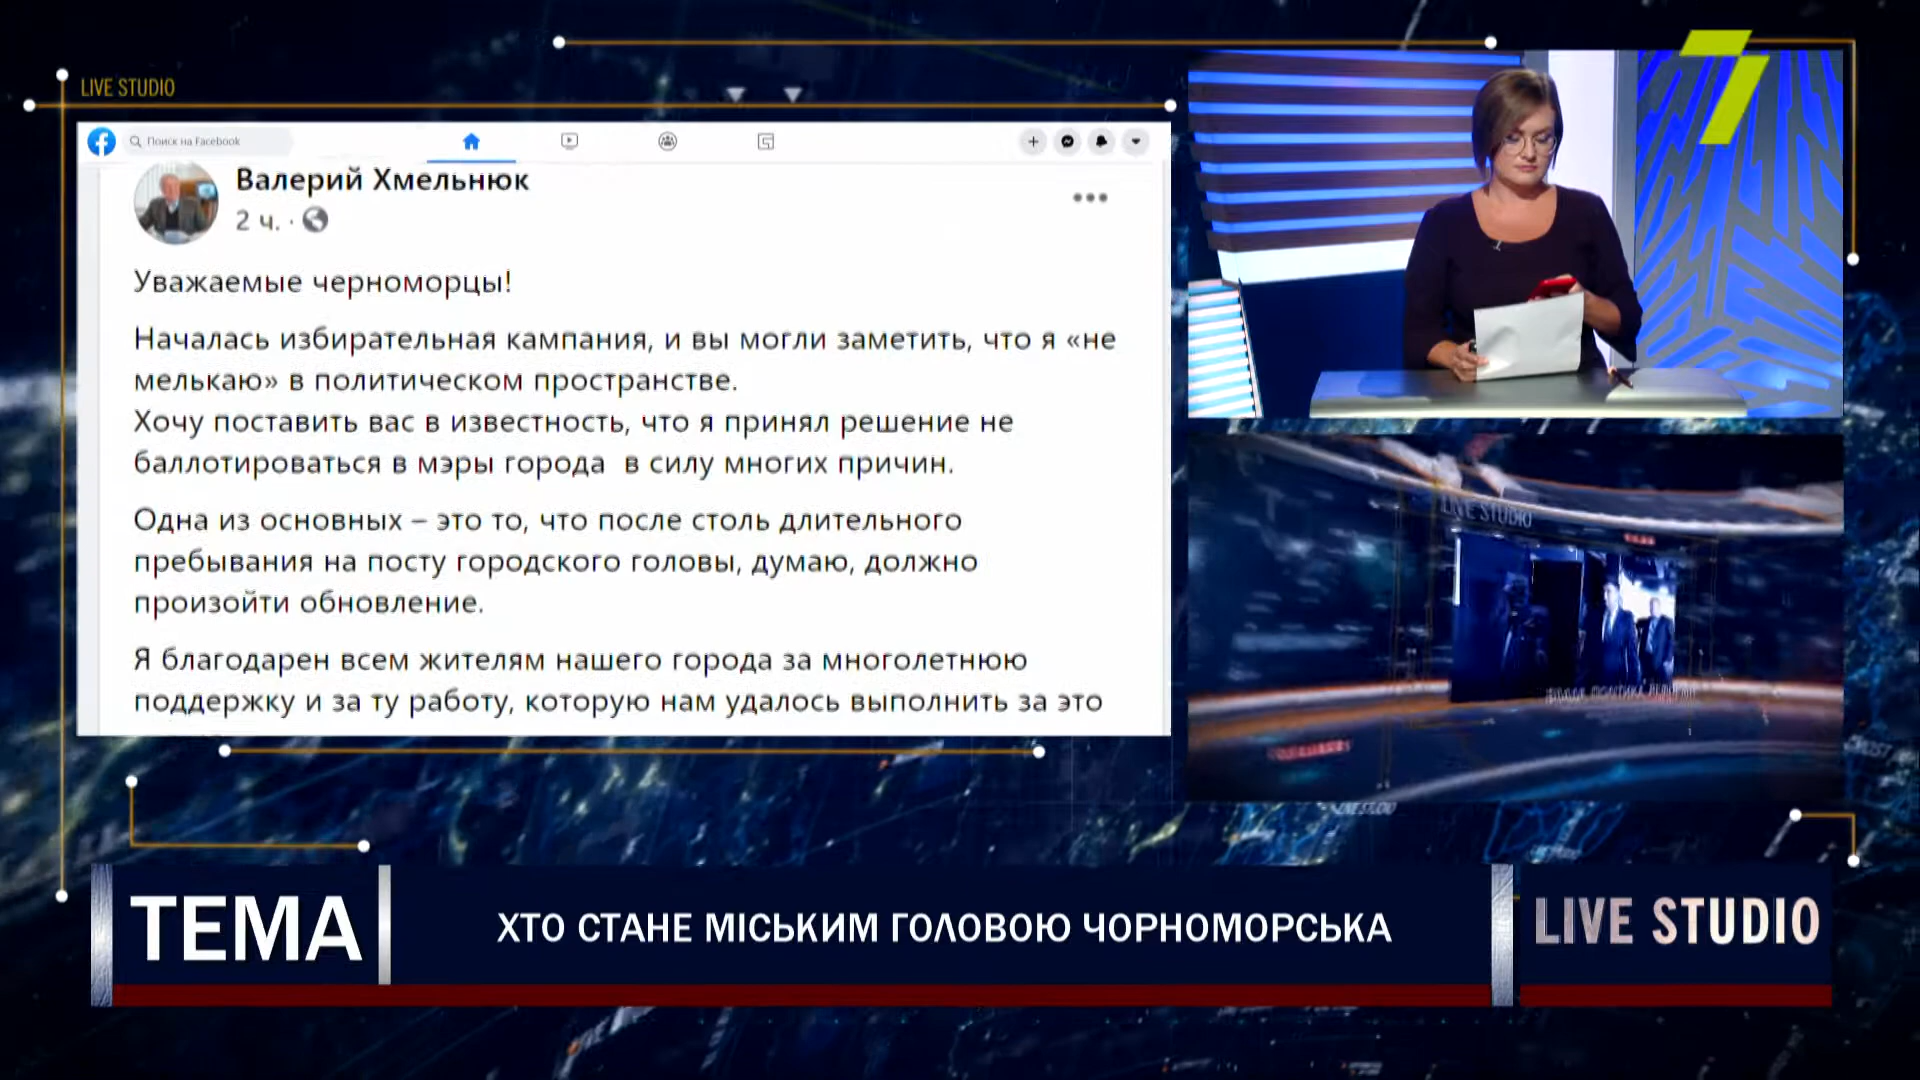 LIVE STUDIO
7
Поиск на Facebook
Валерий Хмельнюк
2 ч. ·
Уважаемые черноморцы!
Началась избирательная кампания, и вы могли заметить, что я «не
мелькаю» в политическом пространстве.
Хочу поставить вас в известность, что я принял решение не
баллотироваться в мэры города в силу многих причин.
Одна из основных – это то, что после столь длительного
пребывания на посту городского головы, думаю, должно
произойти обновление.
Я благодарен всем жителям нашего города за многолетнюю
поддержку и за ту работу, которую нам удалось выполнить за это
LIVE STUDIO
ТЕМА
ХТО СТАНЕ МІСЬКИМ ГОЛОВОЮ ЧОРНОМОРСЬКА
LIVE STUDIO